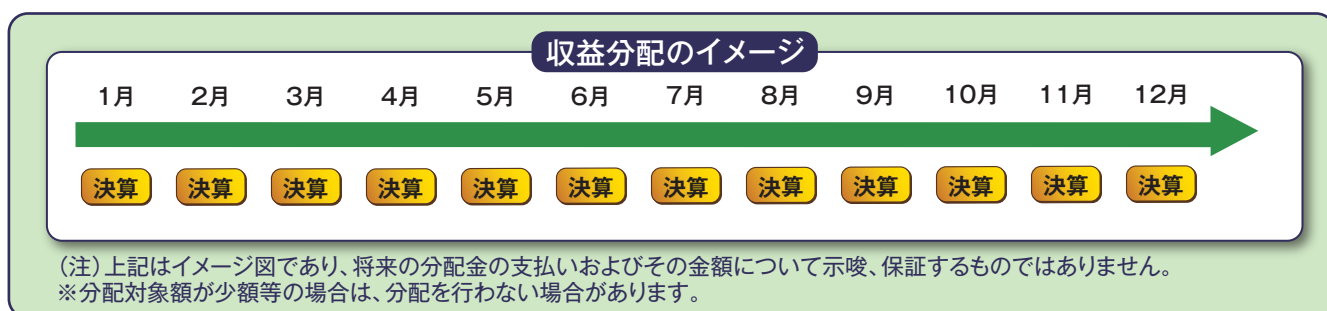 収益分配のイメージ
1月 2月 3月 4月 5月 6月 7月 8月 9月 10月 11月 12月
決算 決算 決算 決算 決算 決算 決算 決算 決算 決算 決算 決算
(注)上記はイメージ図であり、将来の分配金の支払いおよびその金額について示唆、保証するものではありません。
※分配対象額が少額等の場合は、分配を行わない場合があります。